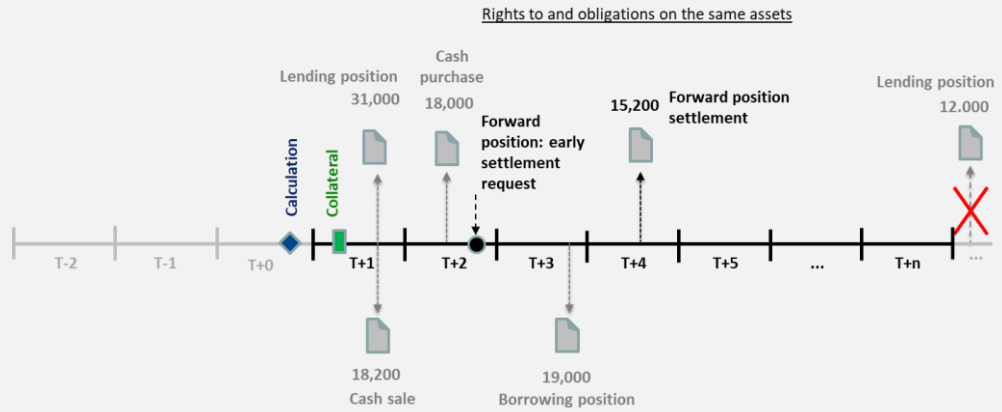 Rights to and obligations on the same assets
Lending position
31,000
Cash
purchase
18,000
Forward
position: early
settlement
request
15,200
Forward position
settlement
Lending position
12.000
Calculation
Collateral
T-2
T-1
T+0
T+1
T+2
T+3
T+4
T+5
...
T+n
...
18,200
Cash sale
19,000
Borrowing position